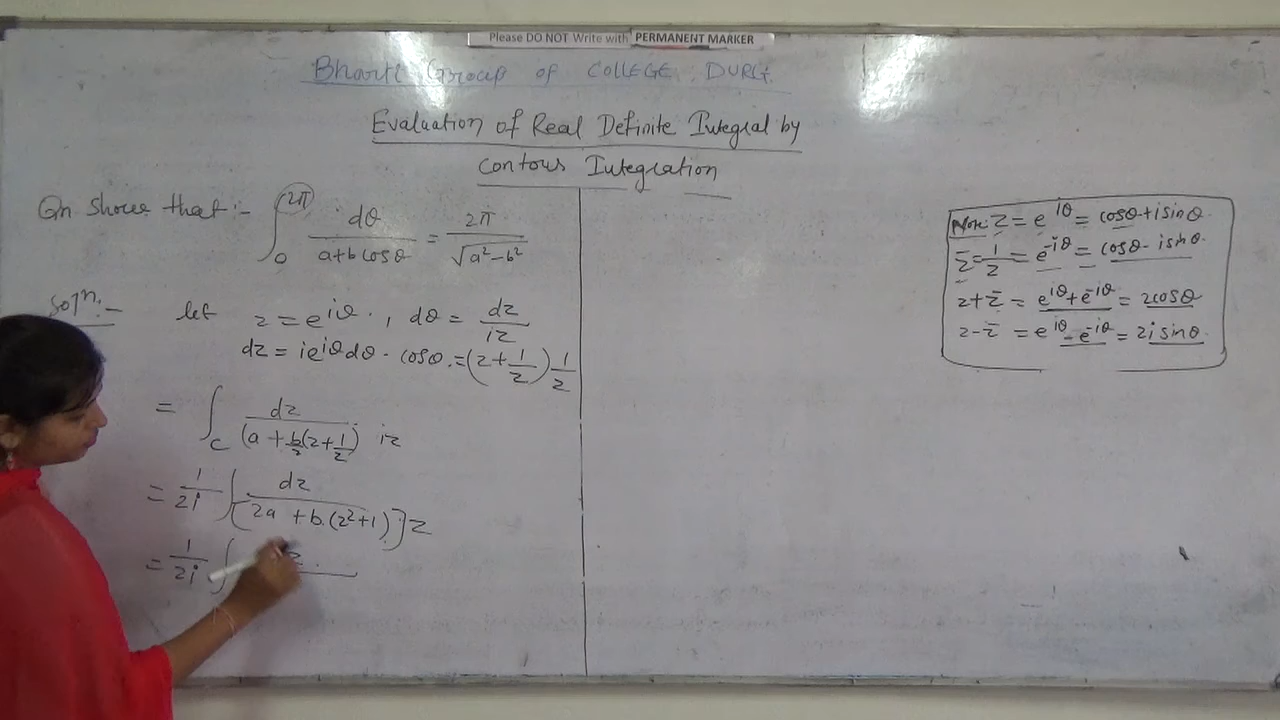 Please DO NOT Write with PERMANENT MARKER
Bharti Group of COllEGE DURG.
Evaluation of Real Definite Integral by
Contour Integration
Qn Show that :- ∫₀^2π dθ / (a+b cosθ) = 2π / √(a²-b²)
Solⁿ:- let z = e^iθ , dθ = dz / iz
dz = ie^iθ dθ . cosθ = (z + 1/z) 1/2
= ∫_C dz / (a + b/2 (z + 1/z) iz
= 1/2i ∫ dz / [2a + b.(z²+1)] z
= 1/2i ∫
Note: z = e^iθ = cosθ + i sinθ
z̄ = 1/z = e^-iθ = cosθ - i sinθ.
z + z̄ = e^iθ + e^-iθ = 2cosθ
z - z̄ = e^iθ - e^-iθ = 2i sinθ.